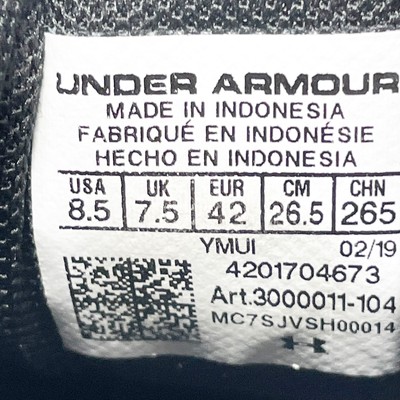 UNDER ARMOUR
MADE IN INDONESIA
FABRIQUÉ EN INDONÉSIE
HECHO EN INDONESIA
USA UK EUR CM CHN
8.5 7.5 42 26.5 265
YMUI 02/19
4201704673
Art.3000011-104
MC7SJVSH00014